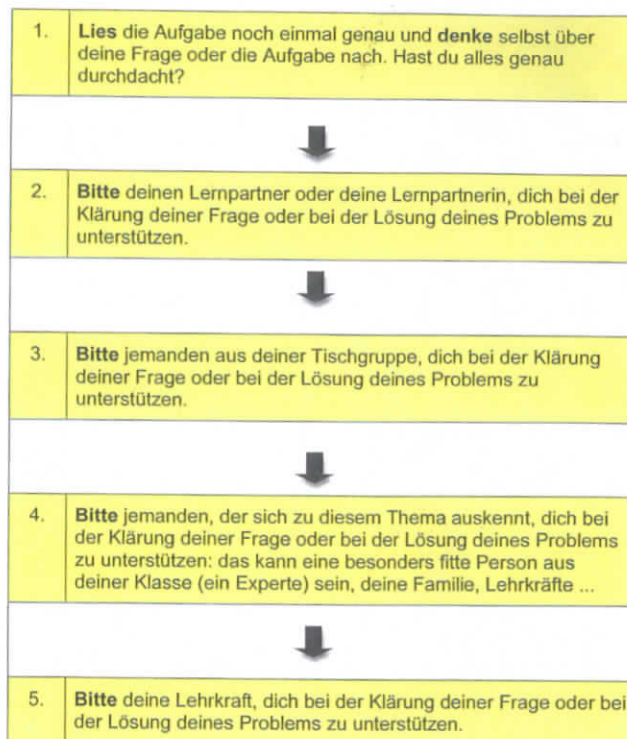 1. Lies die Aufgabe noch einmal genau und denke selbst über
deine Frage oder die Aufgabe nach. Hast du alles genau
durchdacht?
2. Bitte deinen Lernpartner oder deine Lernpartnerin, dich bei der
Klärung deiner Frage oder bei der Lösung deines Problems zu
unterstützen.
3. Bitte jemanden aus deiner Tischgruppe, dich bei der Klärung
deiner Frage oder bei der Lösung deines Problems zu
unterstützen.
4. Bitte jemanden, der sich zu diesem Thema auskennt, dich bei
der Klärung deiner Frage oder bei der Lösung deines Problems
zu unterstützen: das kann eine besonders fitte Person aus
deiner Klasse (ein Experte) sein, deine Familie, Lehrkräfte ...
5. Bitte deine Lehrkraft, dich bei der Klärung deiner Frage oder bei
der Lösung deines Problems zu unterstützen.